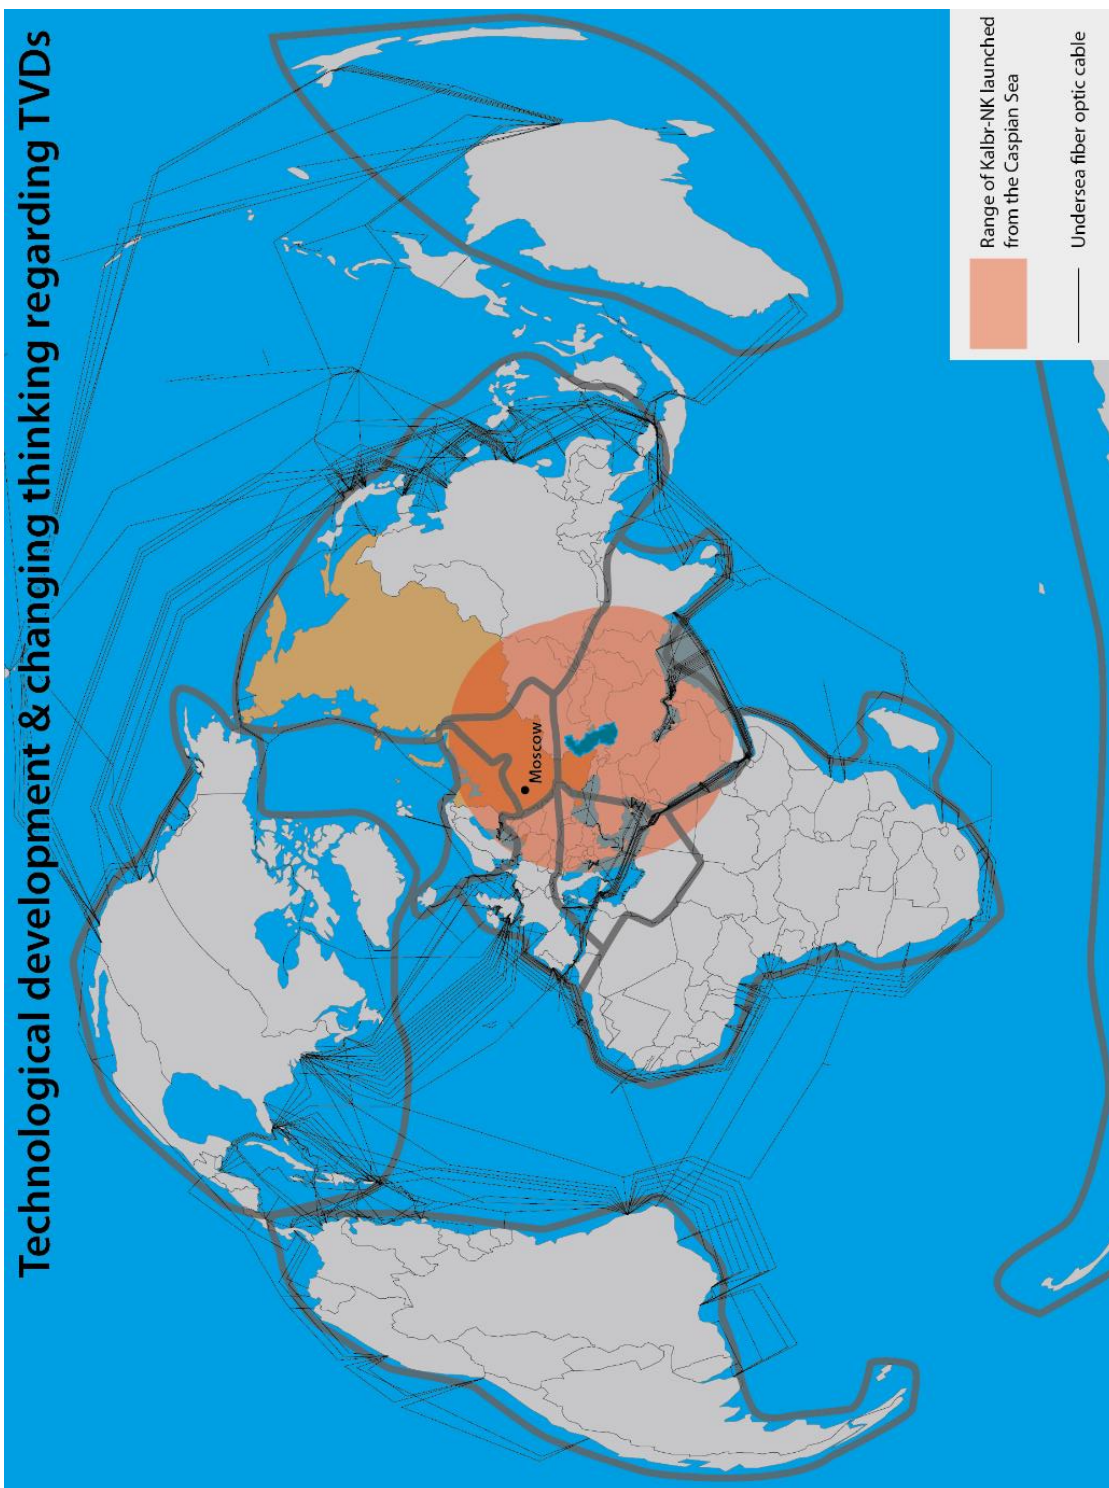 Technological development & changing thinking regarding TVDs
Moscow
Range of Kalbr-NK launched
from the Caspian Sea
Undersea fiber optic cable